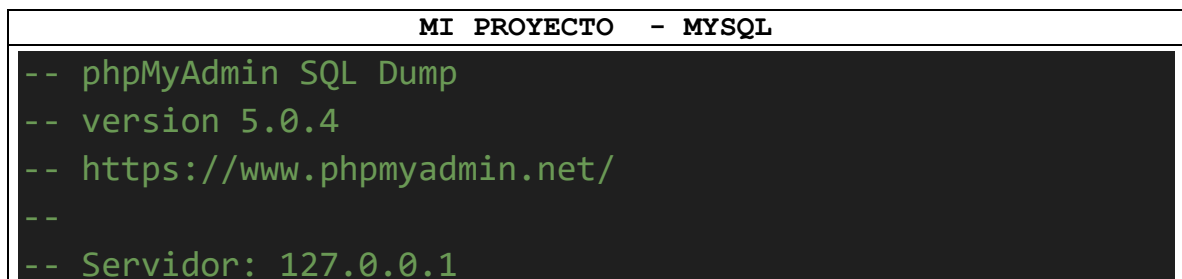 MI PROYECTO - MYSQL
-- phpMyAdmin SQL Dump
-- version 5.0.4
-- https://www.phpmyadmin.net/
--
-- Servidor: 127.0.0.1